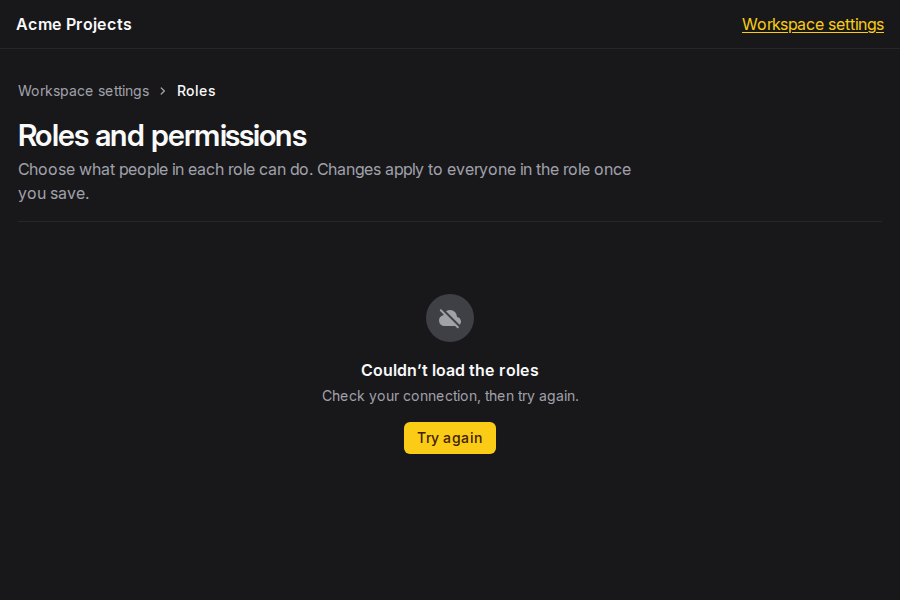 Acme Projects
Workspace settings
Workspace settings > Roles
Roles and permissions
Choose what people in each role can do. Changes apply to everyone in the role once
you save.
Couldn’t load the roles
Check your connection, then try again.
Try again